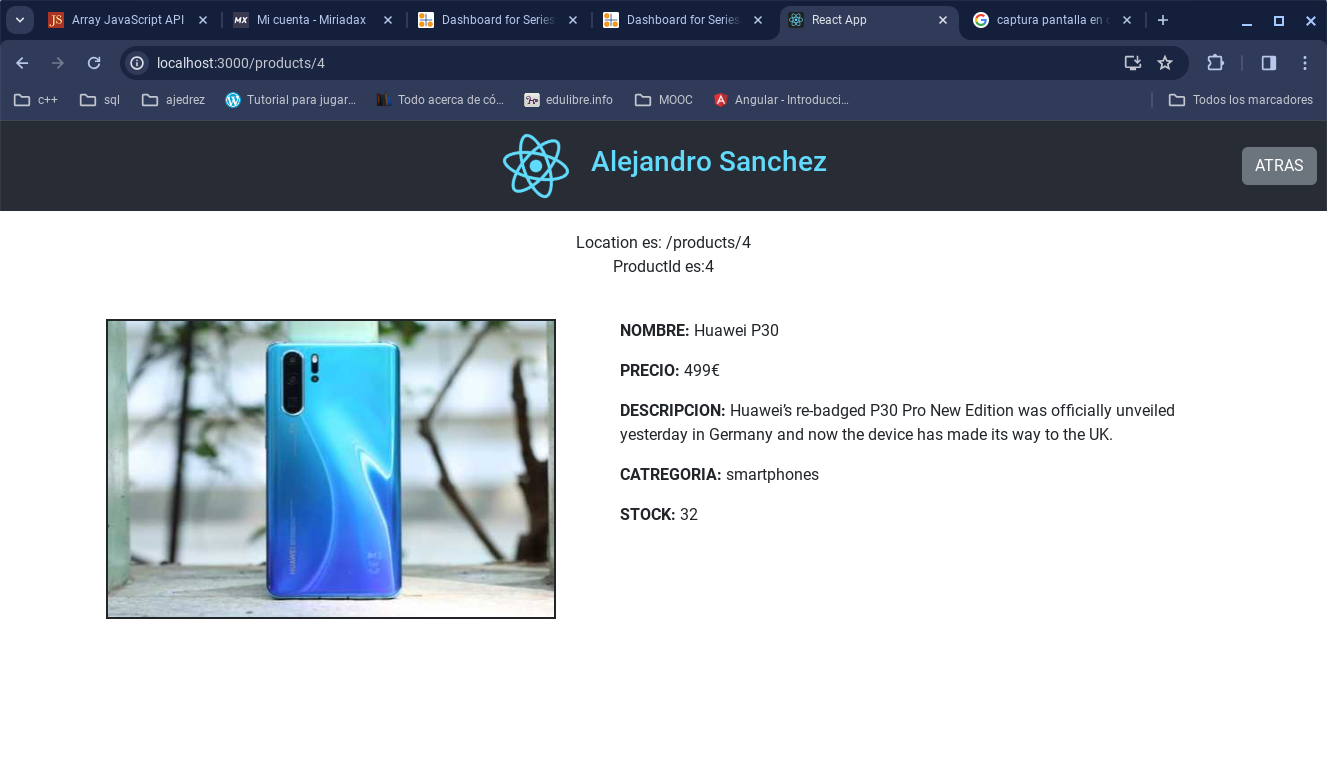 Array JavaScript API
Mi cuenta - Miriadax
Dashboard for Series
Dashboard for Series
React App
captura pantalla en
localhost:3000/products/4
c++
sql
ajedrez
Tutorial para jugar...
Todo acerca de có...
edulibre.info
MOOC
Angular - Introducci...
Todos los marcadores
Alejandro Sanchez
ATRAS
Location es: /products/4
ProductId es:4
NOMBRE: Huawei P30
PRECIO: 499€
DESCRIPCION: Huawei’s re-badged P30 Pro New Edition was officially unveiled
yesterday in Germany and now the device has made its way to the UK.
CATREGORIA: smartphones
STOCK: 32
HUAWEI